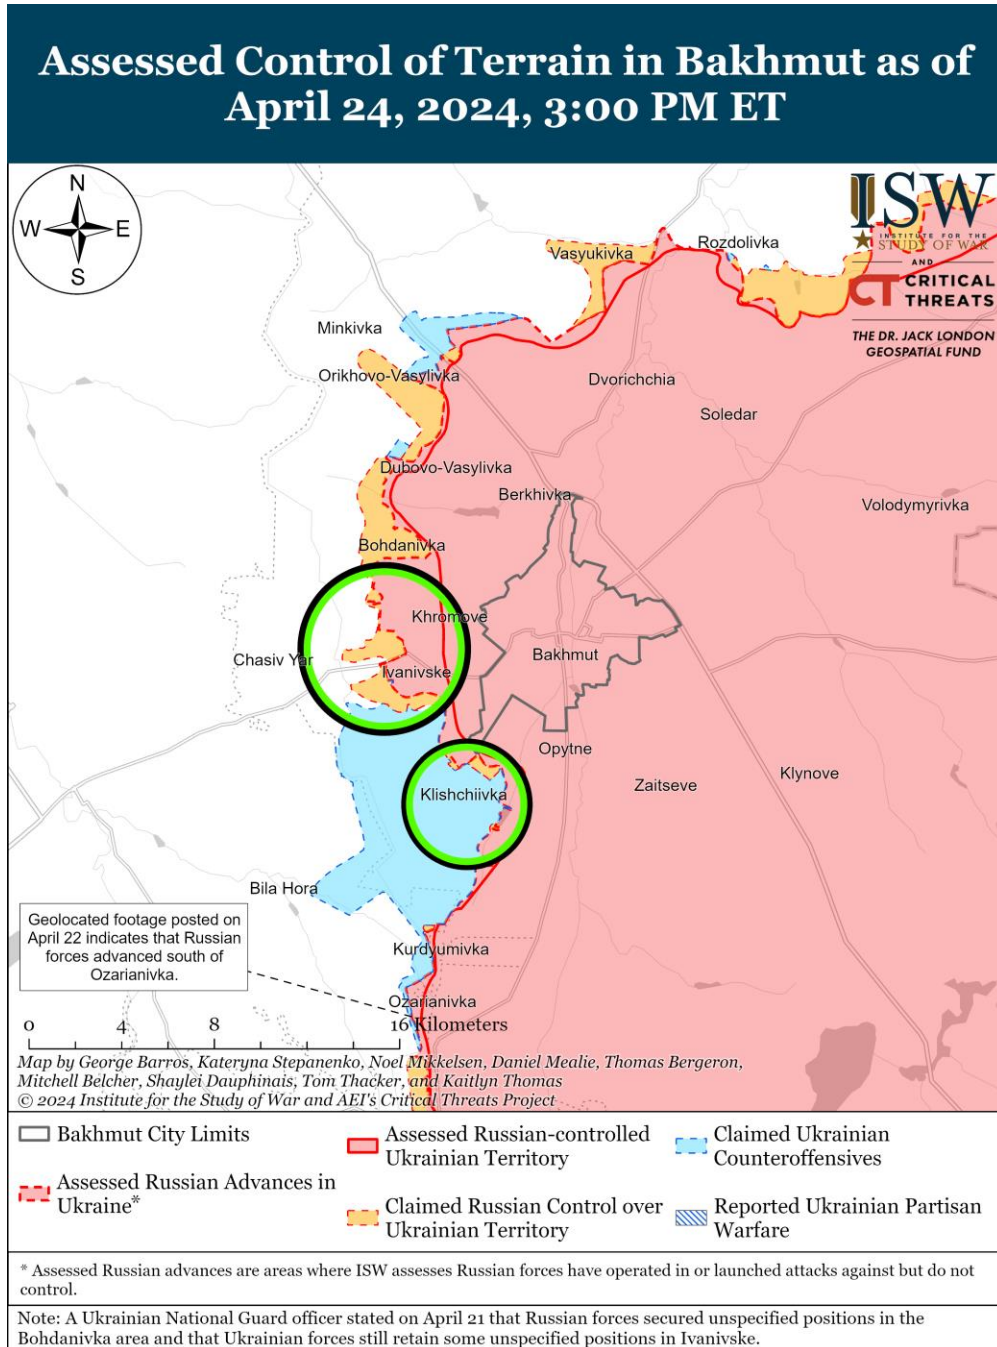 Assessed Control of Terrain in Bakhmut as of
April 24, 2024, 3:00 PM ET
N
W
E
S
ISW
INSTITUTE FOR THE
STUDY OF WAR
AND
CT CRITICAL
THREATS
THE DR. JACK LONDON
GEOSPATIAL FUND
Vasyukivka
Rozdolivka
Minkivka
Orikhovo-Vasylivka
Dvorichchia
Soledar
Dubovo-Vasylivka
Berkhivka
Volodymyrivka
Bohdanivka
Khromove
Chasiv Yar
Bakhmut
Ivanivske
Opytne
Klishchiivka
Zaitseve
Klynove
Bila Hora
Geolocated footage posted on
April 22 indicates that Russian
forces advanced south of
Ozarianivka.
Kurdyumivka
Ozarianivka
0
4
8
16 Kilometers
Map by George Barros, Kateryna Stepanenko, Noel Mikkelsen, Daniel Mealie, Thomas Bergeron,
Mitchell Belcher, Shaylei Dauphinais, Tom Thacker, and Kaitlyn Thomas
© 2024 Institute for the Study of War and AEI's Critical Threats Project
Bakhmut City Limits
Assessed Russian Advances in
Ukraine*
Assessed Russian-controlled
Ukrainian Territory
Claimed Russian Control over
Ukrainian Territory
Claimed Ukrainian
Counteroffensives
Reported Ukrainian Partisan
Warfare
* Assessed Russian advances are areas where ISW assesses Russian forces have operated in or launched attacks against but do not
control.
Note: A Ukrainian National Guard officer stated on April 21 that Russian forces secured unspecified positions in the
Bohdanivka area and that Ukrainian forces still retain some unspecified positions in Ivanivske.